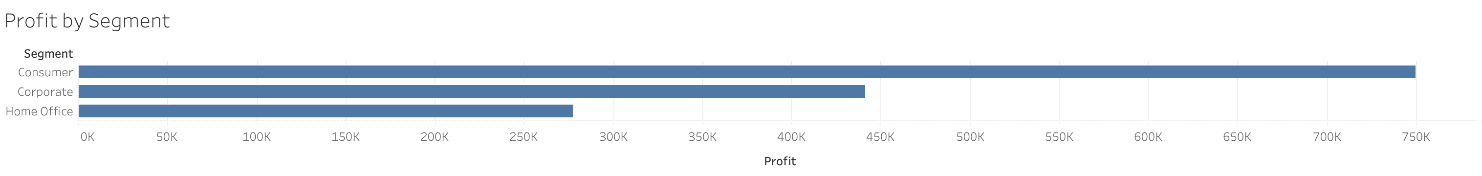 Profit by Segment
Segment
Consumer
Corporate
Home Office
0K 50K 100K 150K 200K 250K 300K 350K 400K 450K 500K 550K 600K 650K 700K 750K
Profit